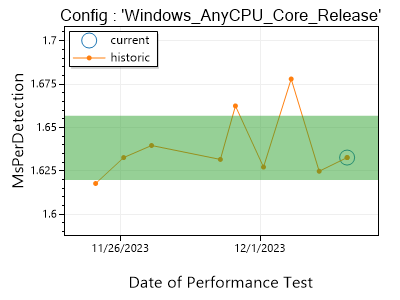 Config : 'Windows_AnyCPU_Core_Release'
1.7
current
historic
1.675
MsPerDetection
1.65
1.625
1.6
11/26/2023
12/1/2023
Date of Performance Test